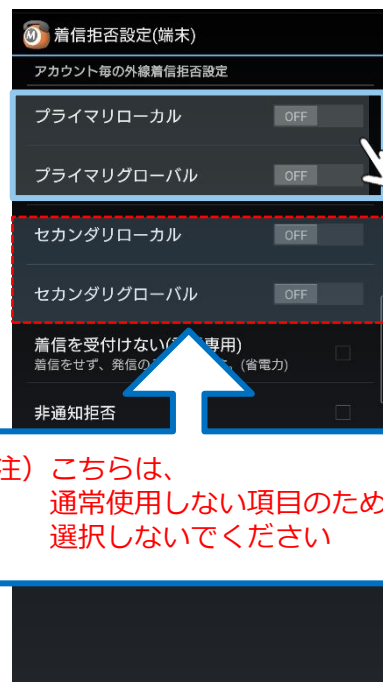 着信拒否設定(端末)
アカウント毎の外線着信拒否設定
プライマリローカル OFF
プライマリグローバル OFF
セカンダリローカル OFF
セカンダリグローバル OFF
着信を受付けない( 専用)
着信をせず、発信の 。(省電力)
非通知拒否
注）こちらは、
通常使用しない項目のため
選択しないでください